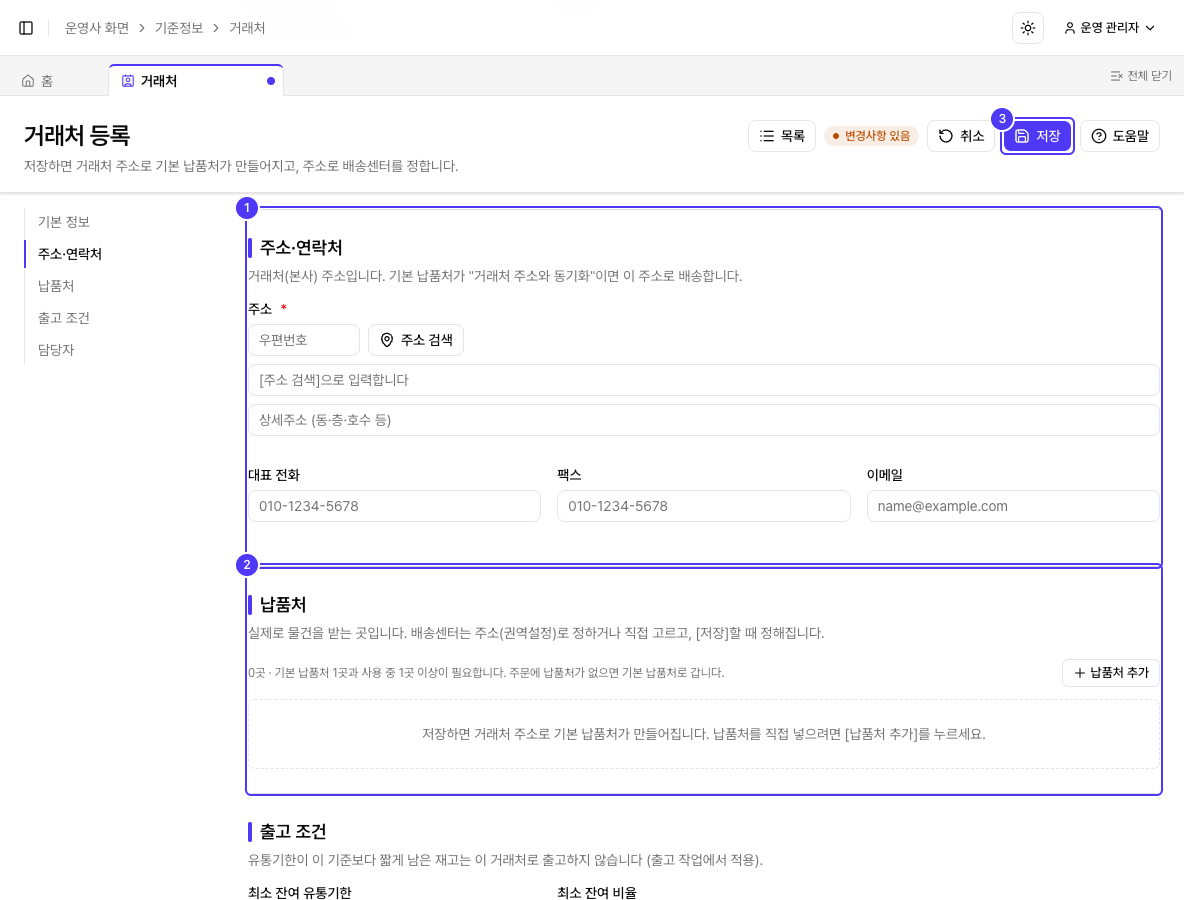 운영사 화면 > 기준정보 > 거래처
운영 관리자
홈
거래처
전체 닫기
거래처 등록
저장하면 거래처 주소로 기본 납품처가 만들어지고, 주소로 배송센터를 정합니다.
목록
변경사항 있음
취소
3
저장
도움말
기본 정보
주소·연락처
납품처
출고 조건
담당자
1
주소·연락처
거래처(본사) 주소입니다. 기본 납품처가 "거래처 주소와 동기화"이면 이 주소로 배송합니다.
주소 *
우편번호
주소 검색
[주소 검색]으로 입력합니다
상세주소 (동·층·호수 등)
대표 전화
팩스
이메일
010-1234-5678
010-1234-5678
name@example.com
2
납품처
실제로 물건을 받는 곳입니다. 배송센터는 주소(권역설정)로 정하거나 직접 고르고, [저장]할 때 정해집니다.
0곳 · 기본 납품처 1곳과 사용 중 1곳 이상이 필요합니다. 주문에 납품처가 없으면 기본 납품처로 갑니다.
+ 납품처 추가
저장하면 거래처 주소로 기본 납품처가 만들어집니다. 납품처를 직접 넣으려면 [납품처 추가]를 누르세요.
출고 조건
유통기한이 이 기준보다 짧게 남은 재고는 이 거래처로 출고하지 않습니다 (출고 작업에서 적용).
최소 잔여 유통기한
최소 잔여 비율